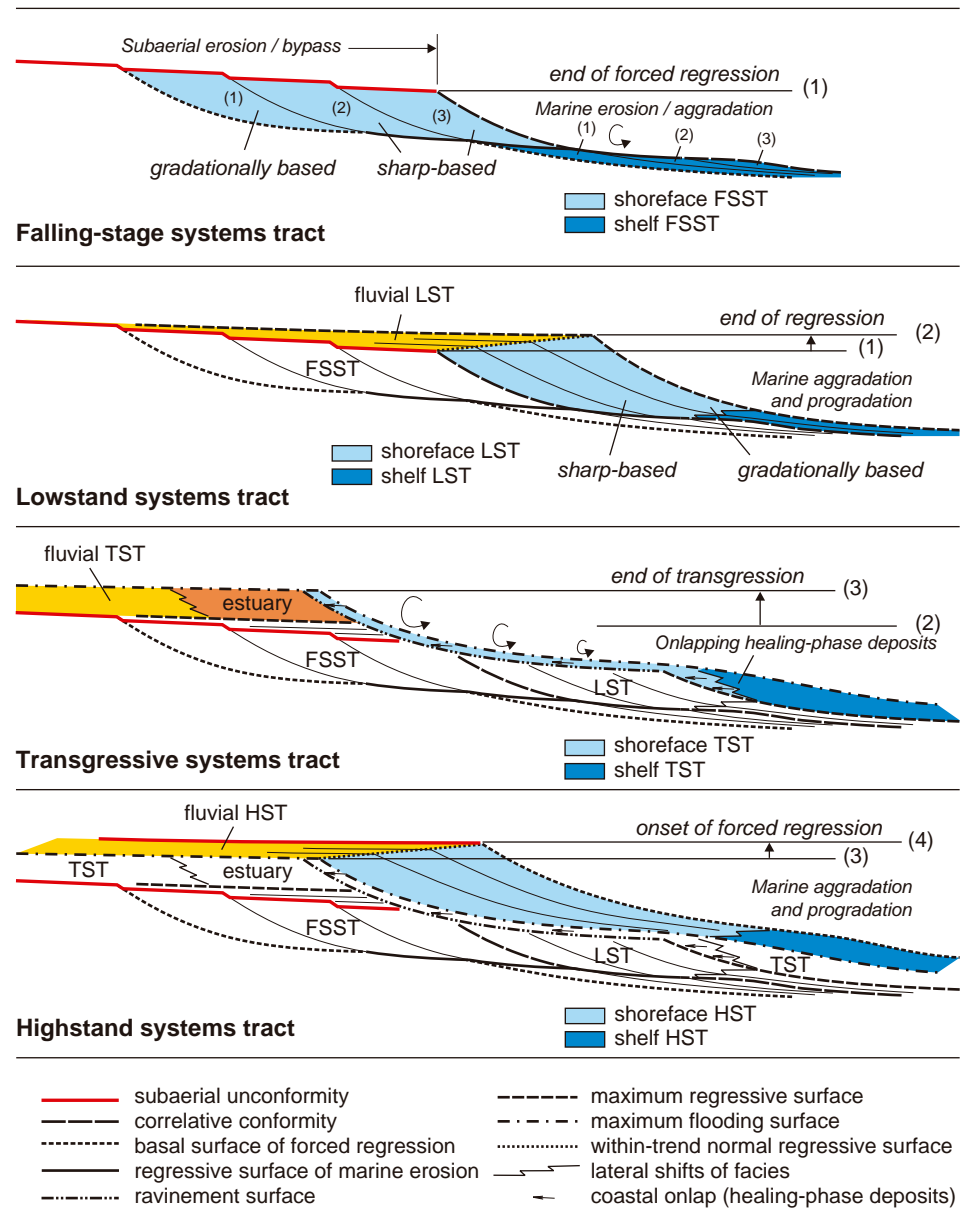 Subaerial erosion / bypass
end of forced regression
(1)
Marine erosion / aggradation
(1)
(2)
(3)
(1)
(2)
(3)
gradationally based
sharp-based
shoreface FSST
shelf FSST
Falling-stage systems tract
fluvial LST
end of regression
(2)
(1)
FSST
Marine aggradation
and progradation
shoreface LST
shelf LST
sharp-based
gradationally based
Lowstand systems tract
fluvial TST
end of transgression
(3)
estuary
(2)
Onlapping healing-phase deposits
FSST
LST
shoreface TST
shelf TST
Transgressive systems tract
fluvial HST
onset of forced regression
(4)
(3)
TST
estuary
Marine aggradation
and progradation
FSST
LST
TST
shoreface HST
shelf HST
Highstand systems tract
subaerial unconformity
correlative conformity
basal surface of forced regression
regressive surface of marine erosion
ravinement surface
maximum regressive surface
maximum flooding surface
within-trend normal regressive surface
lateral shifts of facies
coastal onlap (healing-phase deposits)